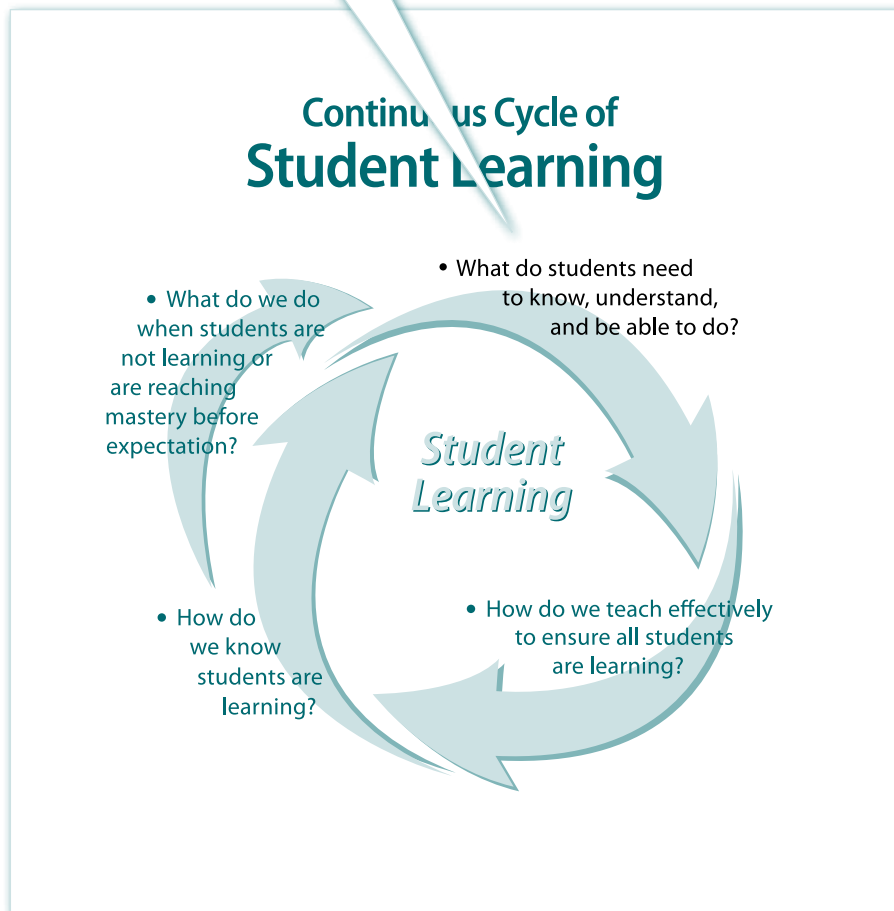 Continu us Cycle of
Student Learning
• What do students need
to know, understand,
and be able to do?
• How do we teach effectively
to ensure all students
are learning?
• How do
we know
students are
learning?
• What do we do
when students are
not learning or
are reaching
mastery before
expectation?
Student
Learning